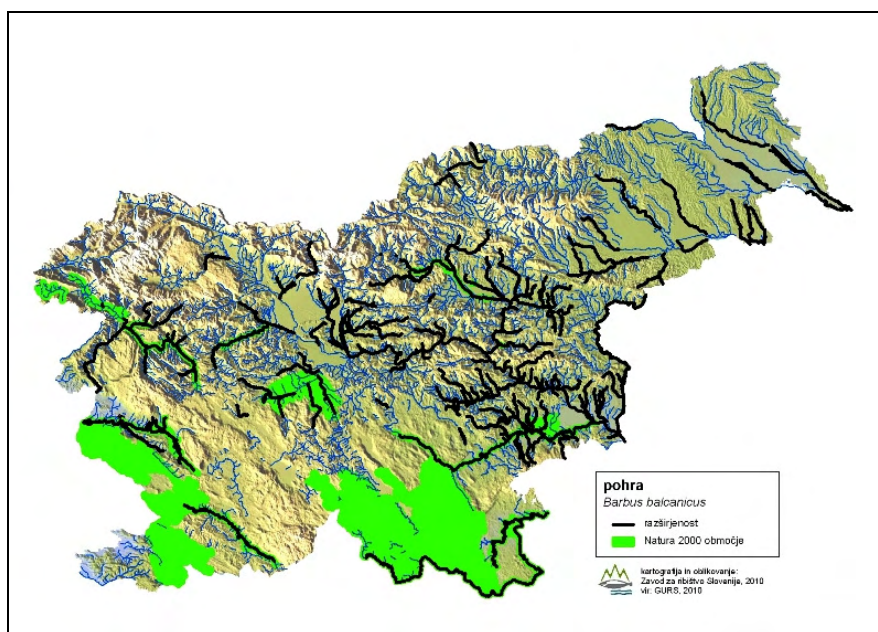 pohra
Barbus balcanicus
razširjenost
Natura 2000 območje
kartografija in oblikovanje:
Zavod za ribištvo Slovenije, 2010
vir: GURS, 2010